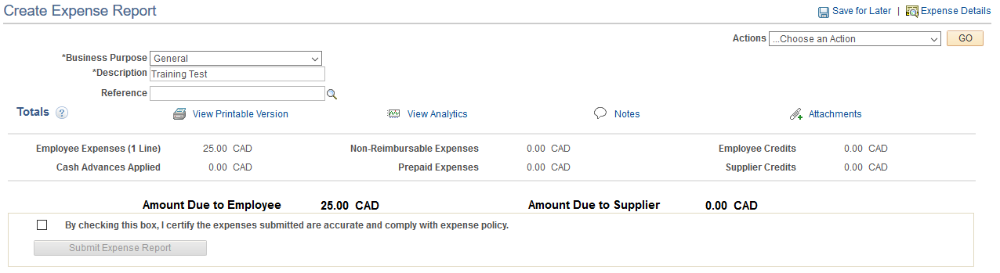 Create Expense Report
Save for Later | Expense Details
Actions ...Choose an Action GO
*Business Purpose General
*Description Training Test
Reference
Totals ? View Printable Version View Analytics Notes Attachments
Employee Expenses (1 Line) 25.00 CAD Non-Reimbursable Expenses 0.00 CAD Employee Credits 0.00 CAD
Cash Advances Applied 0.00 CAD Prepaid Expenses 0.00 CAD Supplier Credits 0.00 CAD
Amount Due to Employee 25.00 CAD Amount Due to Supplier 0.00 CAD
By checking this box, I certify the expenses submitted are accurate and comply with expense policy.
Submit Expense Report